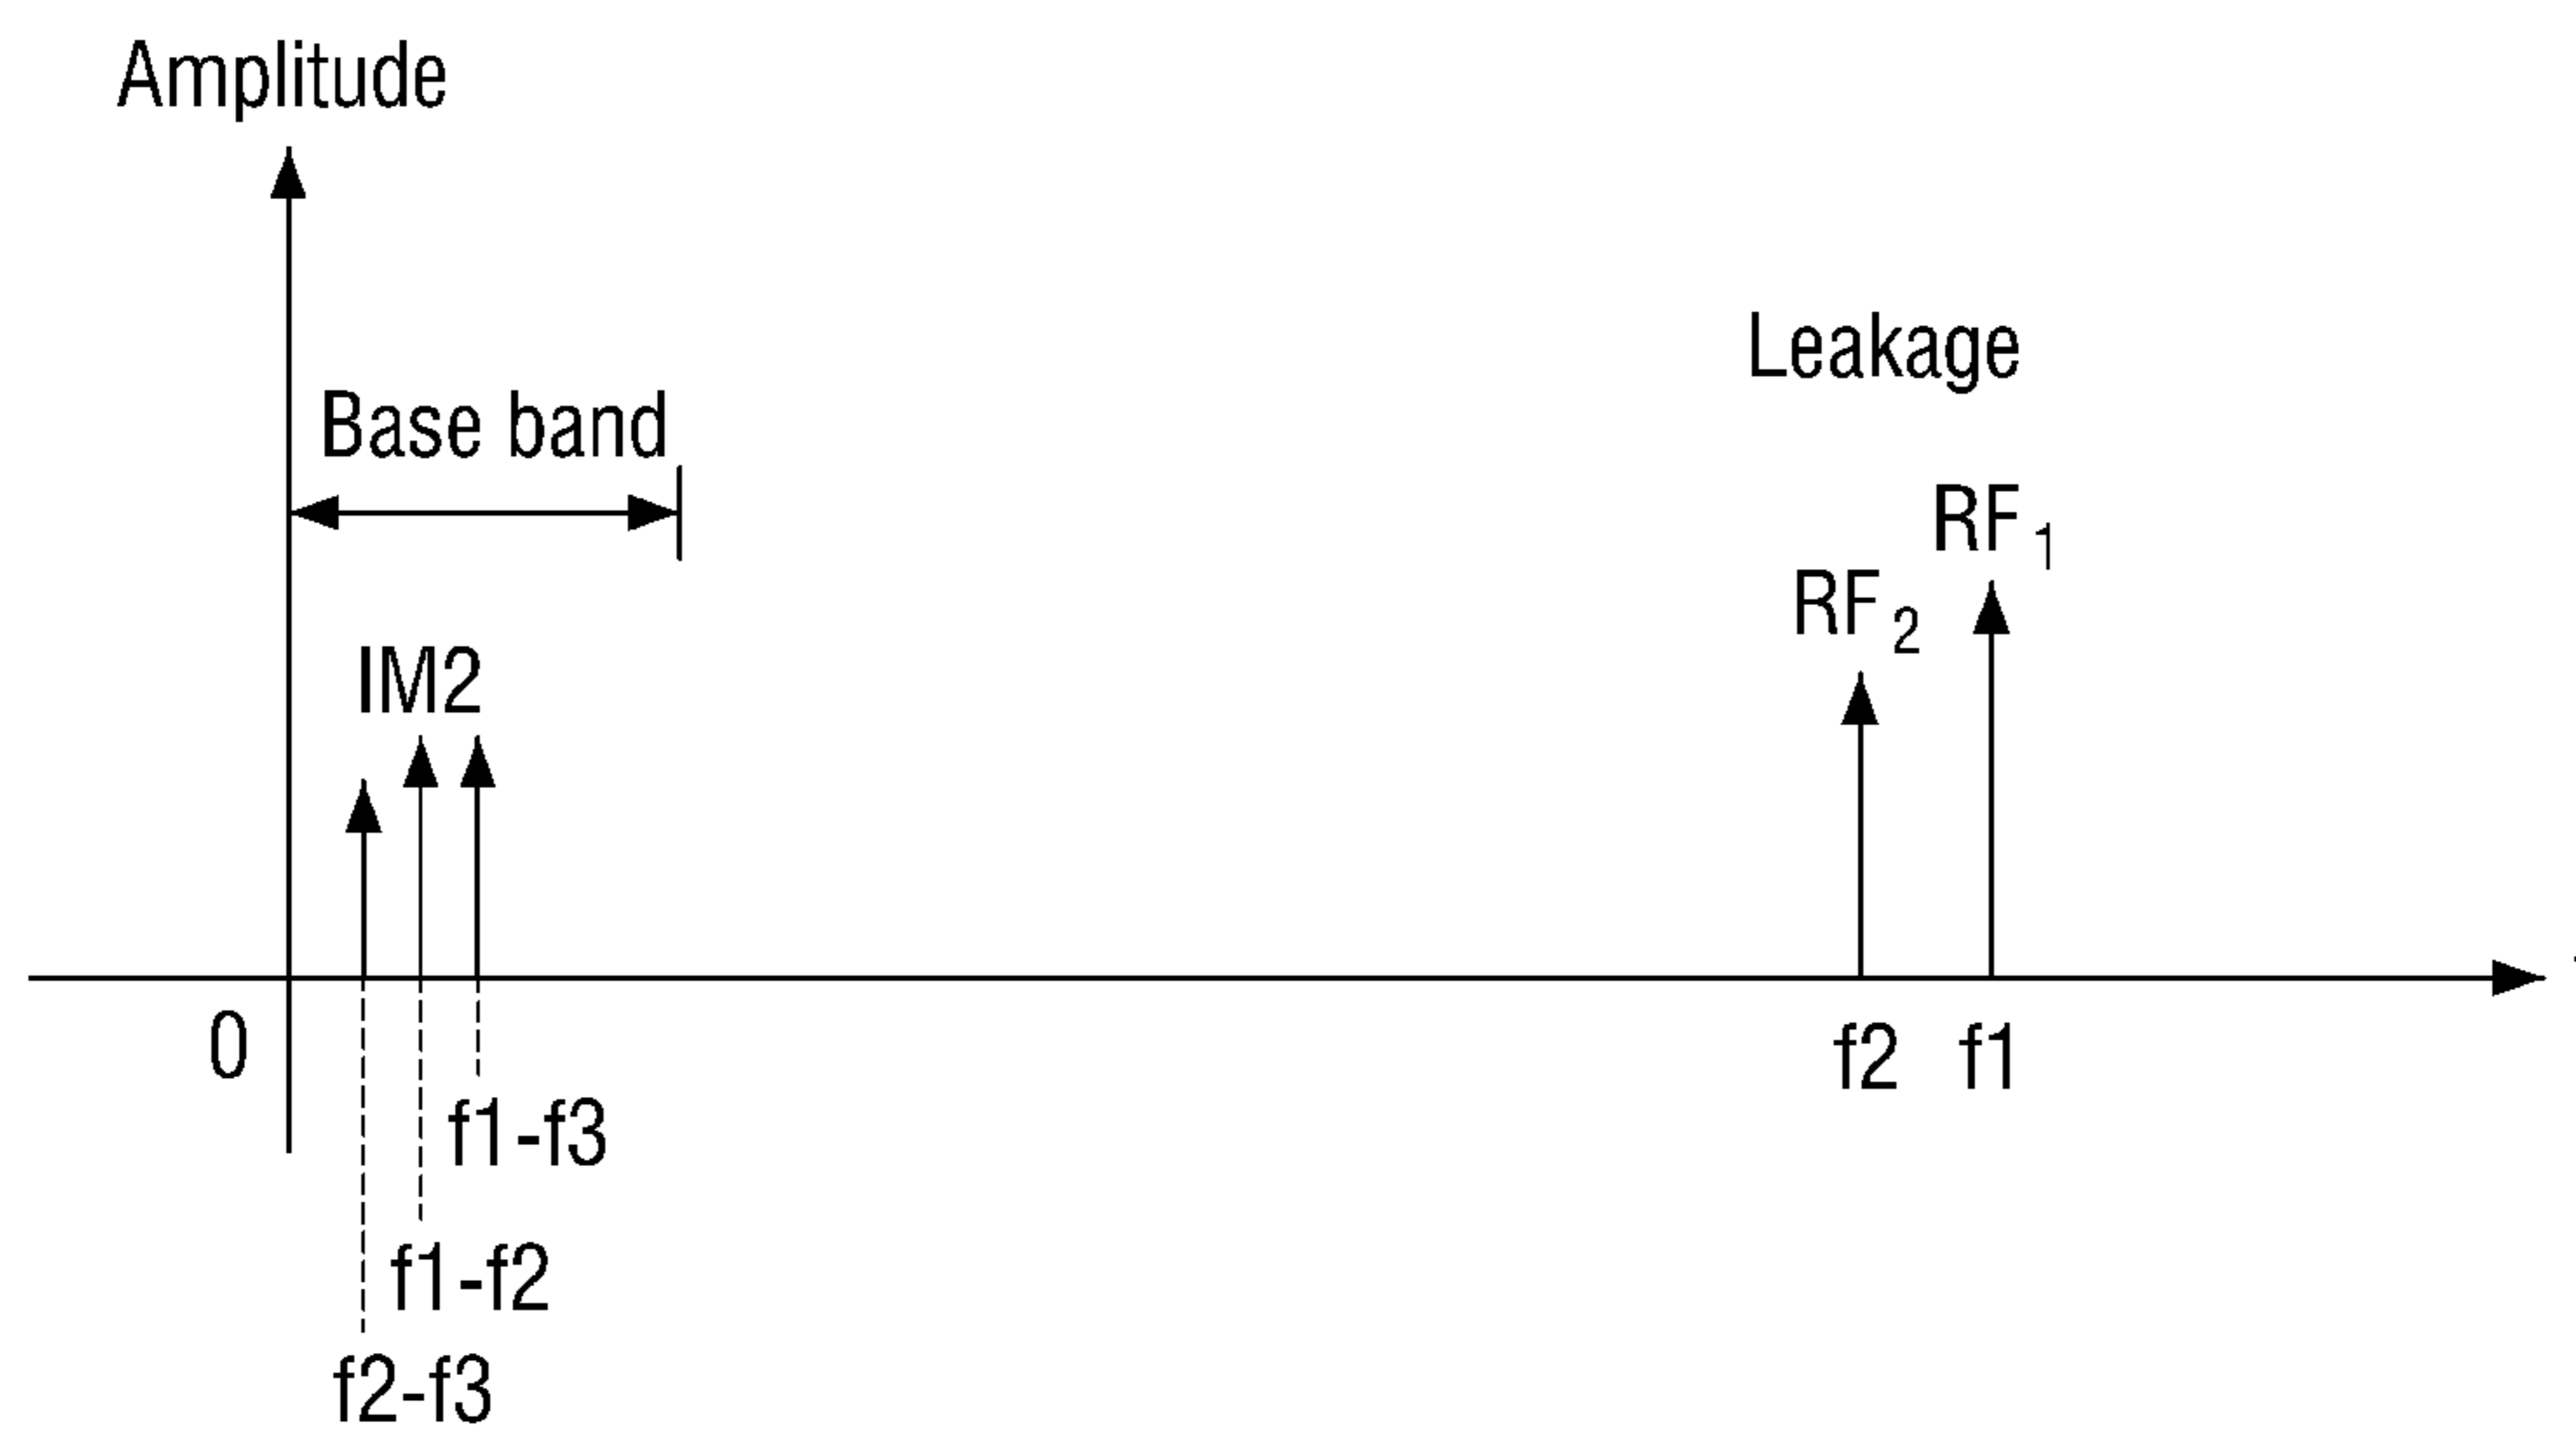 Amplitude
Leakage
Base band
RF1
RF2
IM2
0
f2 f1
f1-f3
f1-f2
f2-f3